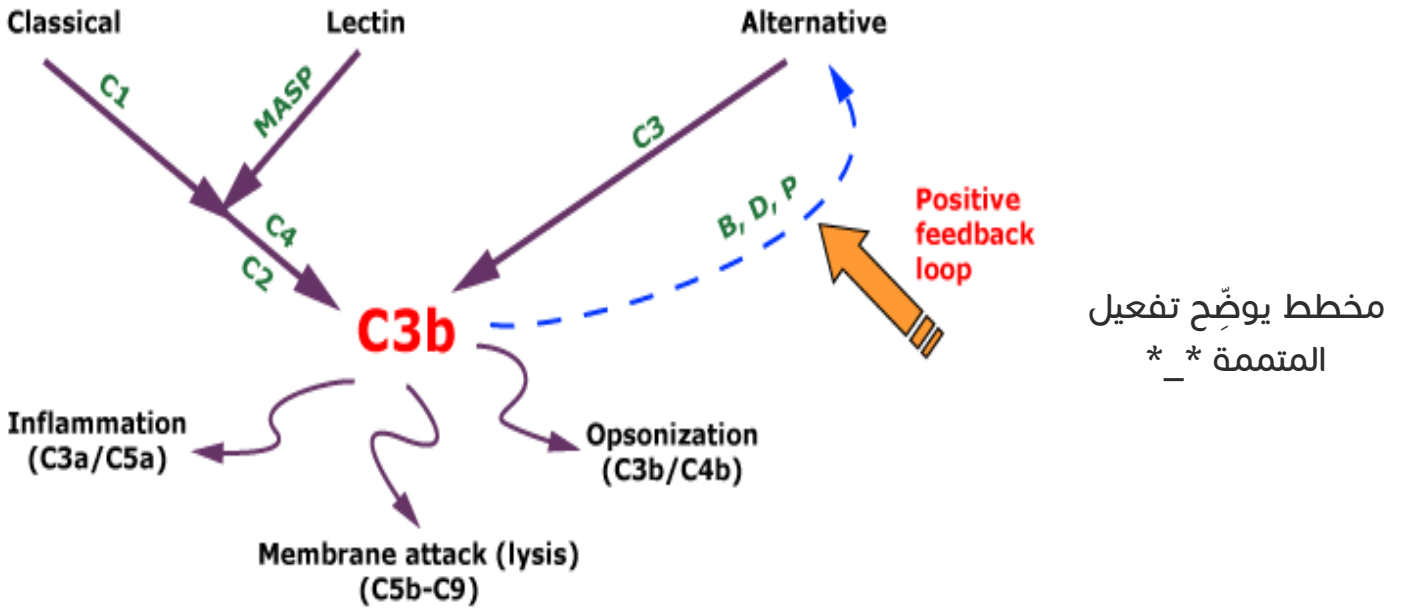 Classical
Lectin
Alternative
C1
MASP
C3
C4
C2
B, D, P
Positive
feedback
loop
C3b
مخطط يوضِّح تفعيل
المتممة *_*
Inflammation
(C3a/C5a)
Opsonization
(C3b/C4b)
Membrane attack (lysis)
(C5b-C9)